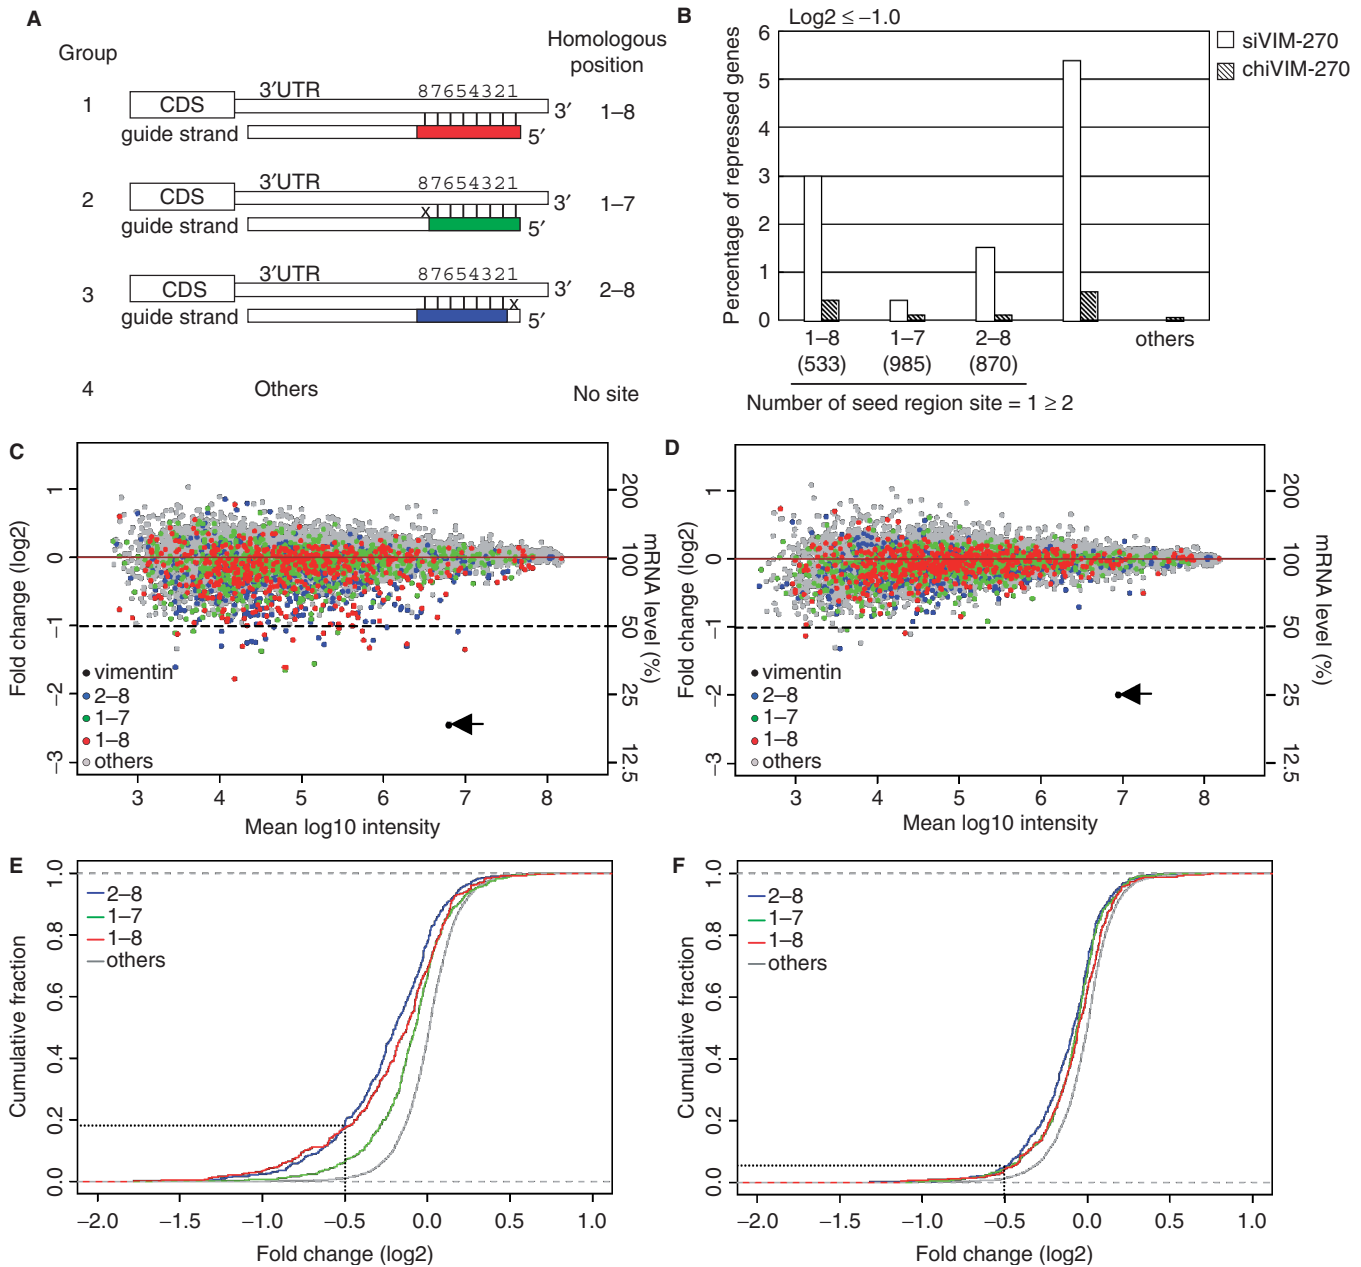 A
Group
Homologous
position
1
CDS
3′UTR
87654321
3′
guide strand
5′
1–8
2
CDS
3′UTR
87654321
3′
x
guide strand
5′
1–7
3
CDS
3′UTR
87654321
3′
x
guide strand
5′
2–8
4
Others
No site
B
Log2 ≤ −1.0
Percentage of repressed genes
6
5
4
3
2
1
0
siVIM-270
chiVIM-270
1–8
(533)
1–7
(985)
2–8
(870)
others
Number of seed region site = 1 ≥ 2
C
Fold change (log2)
1
0
−1
−2
−3
mRNA level (%)
200
100
50
25
12.5
vimentin
2–8
1–7
1–8
others
3 4 5 6 7 8
Mean log10 intensity
D
Fold change (log2)
1
0
−1
−2
−3
mRNA level (%)
200
100
50
25
12.5
vimentin
2–8
1–7
1–8
others
3 4 5 6 7 8
Mean log10 intensity
E
Cumulative fraction
1.0
0.8
0.6
0.4
0.2
0.0
2–8
1–7
1–8
others
−2.0 −1.5 −1.0 −0.5 0.0 0.5 1.0
Fold change (log2)
F
Cumulative fraction
1.0
0.8
0.6
0.4
0.2
0.0
2–8
1–7
1–8
others
−2.0 −1.5 −1.0 −0.5 0.0 0.5 1.0
Fold change (log2)